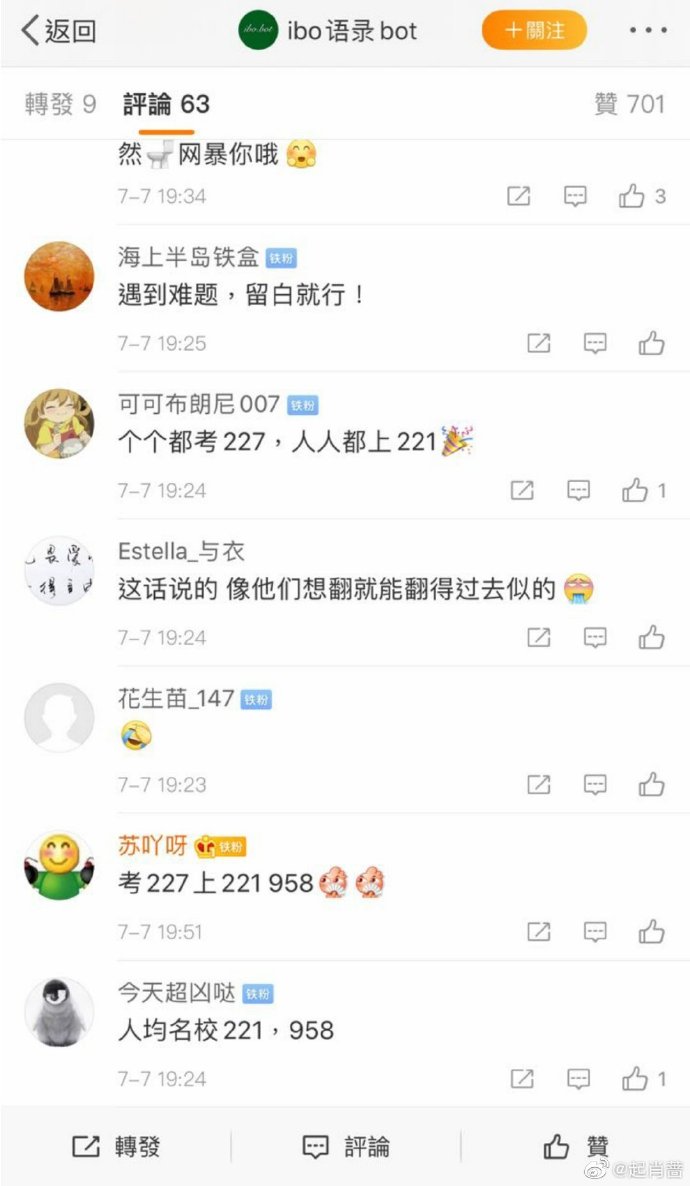 返回
ibo.bot
ibo语录bot
＋關注
轉發 9
評論 63
贊 701
然网暴你哦
7-7 19:34
3
海上半岛铁盒 铁粉
遇到难题，留白就行！
7-7 19:25
可可布朗尼007 铁粉
个个都考227，人人都上221
7-7 19:24
1
Estella_与衣
这话说的 像他们想翻就能翻得过去似的
7-7 19:24
花生苗_147 铁粉
7-7 19:23
苏吖呀 铁粉
考227上221 958
7-7 19:51
今天超凶哒 铁粉
人均名校221，958
7-7 19:24
1
轉發
評論
贊
@起肖蔷